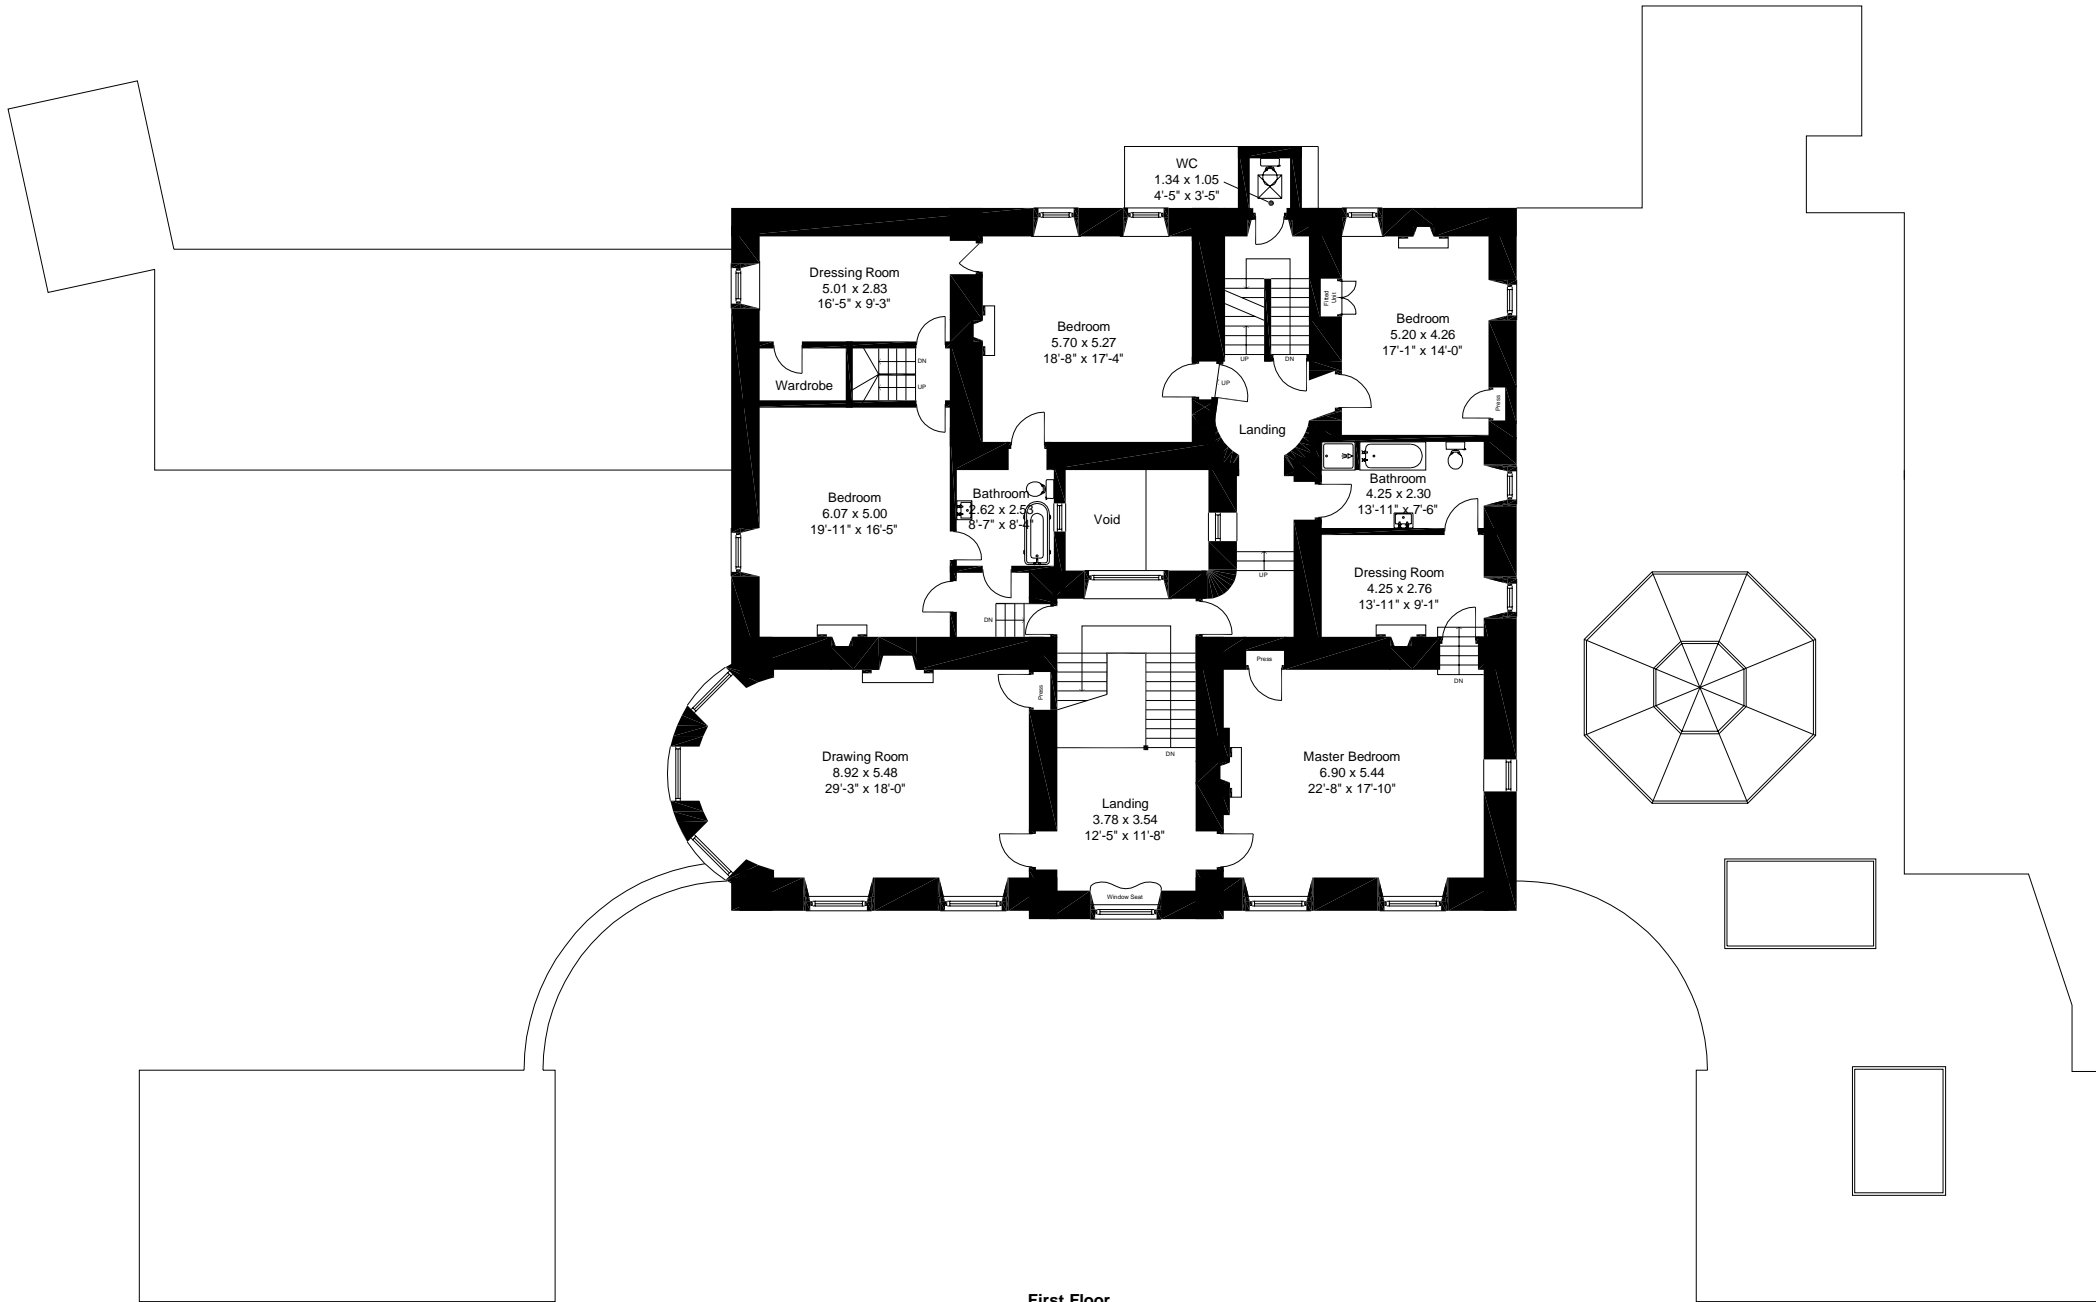 WC
1.34 x 1.05
4'-5" x 3'-5"
Dressing Room
5.01 x 2.83
16'-5" x 9'-3"
Bedroom
5.70 x 5.27
18'-8" x 17'-4"
Fitted
Unit
Bedroom
5.20 x 4.26
17'-1" x 14'-0"
UP
DN
DN
UP
UP
Wardrobe
Press
Landing
Bedroom
6.07 x 5.00
19'-11" x 16'-5"
Bathroom
2.62 x 2.53
8'-7" x 8'-4"
Void
Bathroom
4.25 x 2.30
13'-11" x 7'-6"
UP
Dressing Room
4.25 x 2.76
13'-11" x 9'-1"
DN
Press
Press
DN
DN
Drawing Room
8.92 x 5.48
29'-3" x 18'-0"
Landing
3.78 x 3.54
12'-5" x 11'-8"
Master Bedroom
6.90 x 5.44
22'-8" x 17'-10"
Window Seat
First Floor